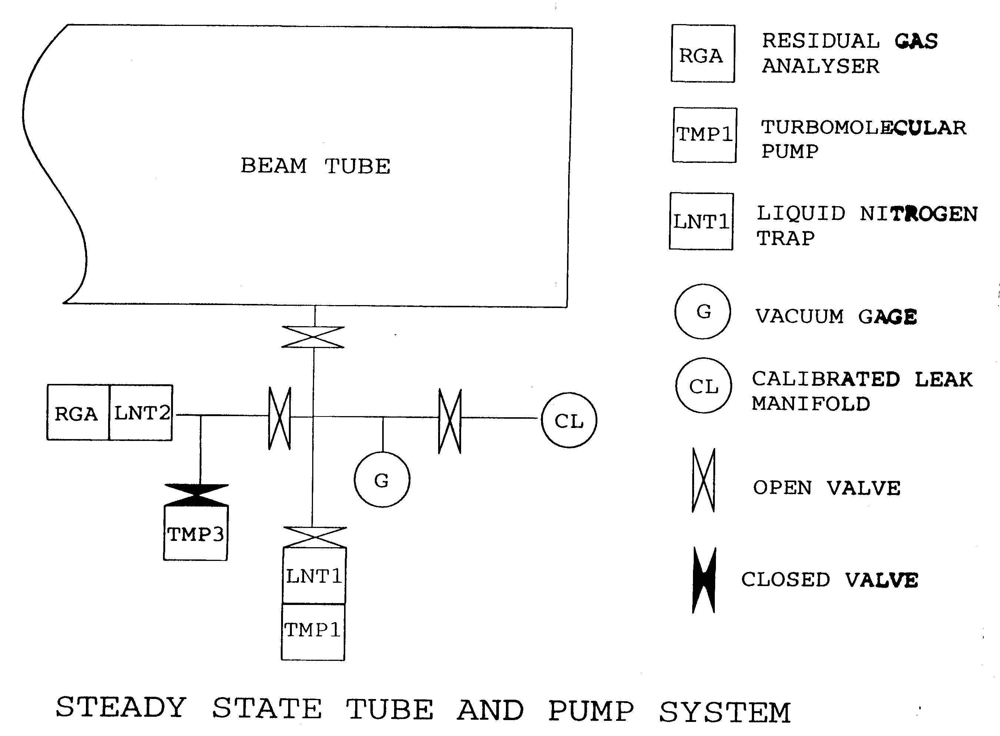 BEAM TUBE
RGA
LNT2
TMP3
G
CL
LNT1
TMP1
RGA
RESIDUAL GAS
ANALYSER
TMP1
TURBOMOLECULAR
PUMP
LNT1
LIQUID NITROGEN
TRAP
G
VACUUM GAGE
CL
CALIBRATED LEAK
MANIFOLD
OPEN VALVE
CLOSED VALVE
STEADY STATE TUBE AND PUMP SYSTEM